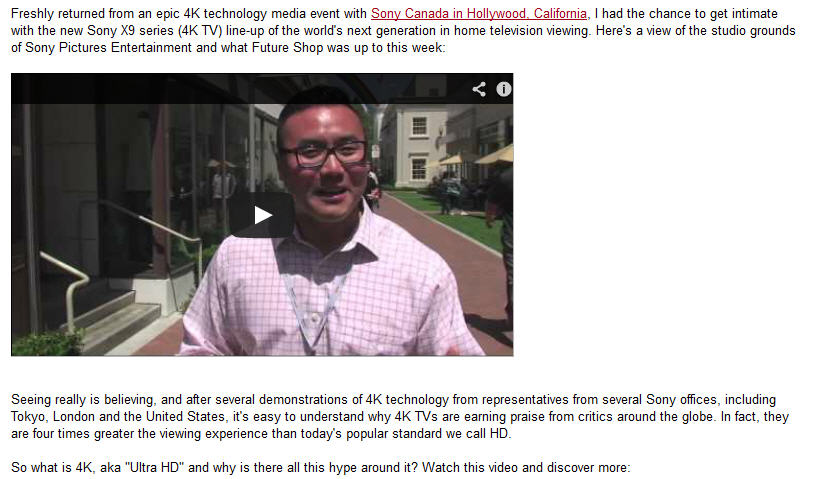 Freshly returned from an epic 4K technology media event with Sony Canada in Hollywood, California, I had the chance to get intimate
with the new Sony X9 series (4K TV) line-up of the world's next generation in home television viewing. Here's a view of the studio grounds
of Sony Pictures Entertainment and what Future Shop was up to this week:
Seeing really is believing, and after several demonstrations of 4K technology from representatives from several Sony offices, including
Tokyo, London and the United States, it's easy to understand why 4K TVs are earning praise from critics around the globe. In fact, they
are four times greater the viewing experience than today's popular standard we call HD.
So what is 4K, aka "Ultra HD" and why is there all this hype around it? Watch this video and discover more: